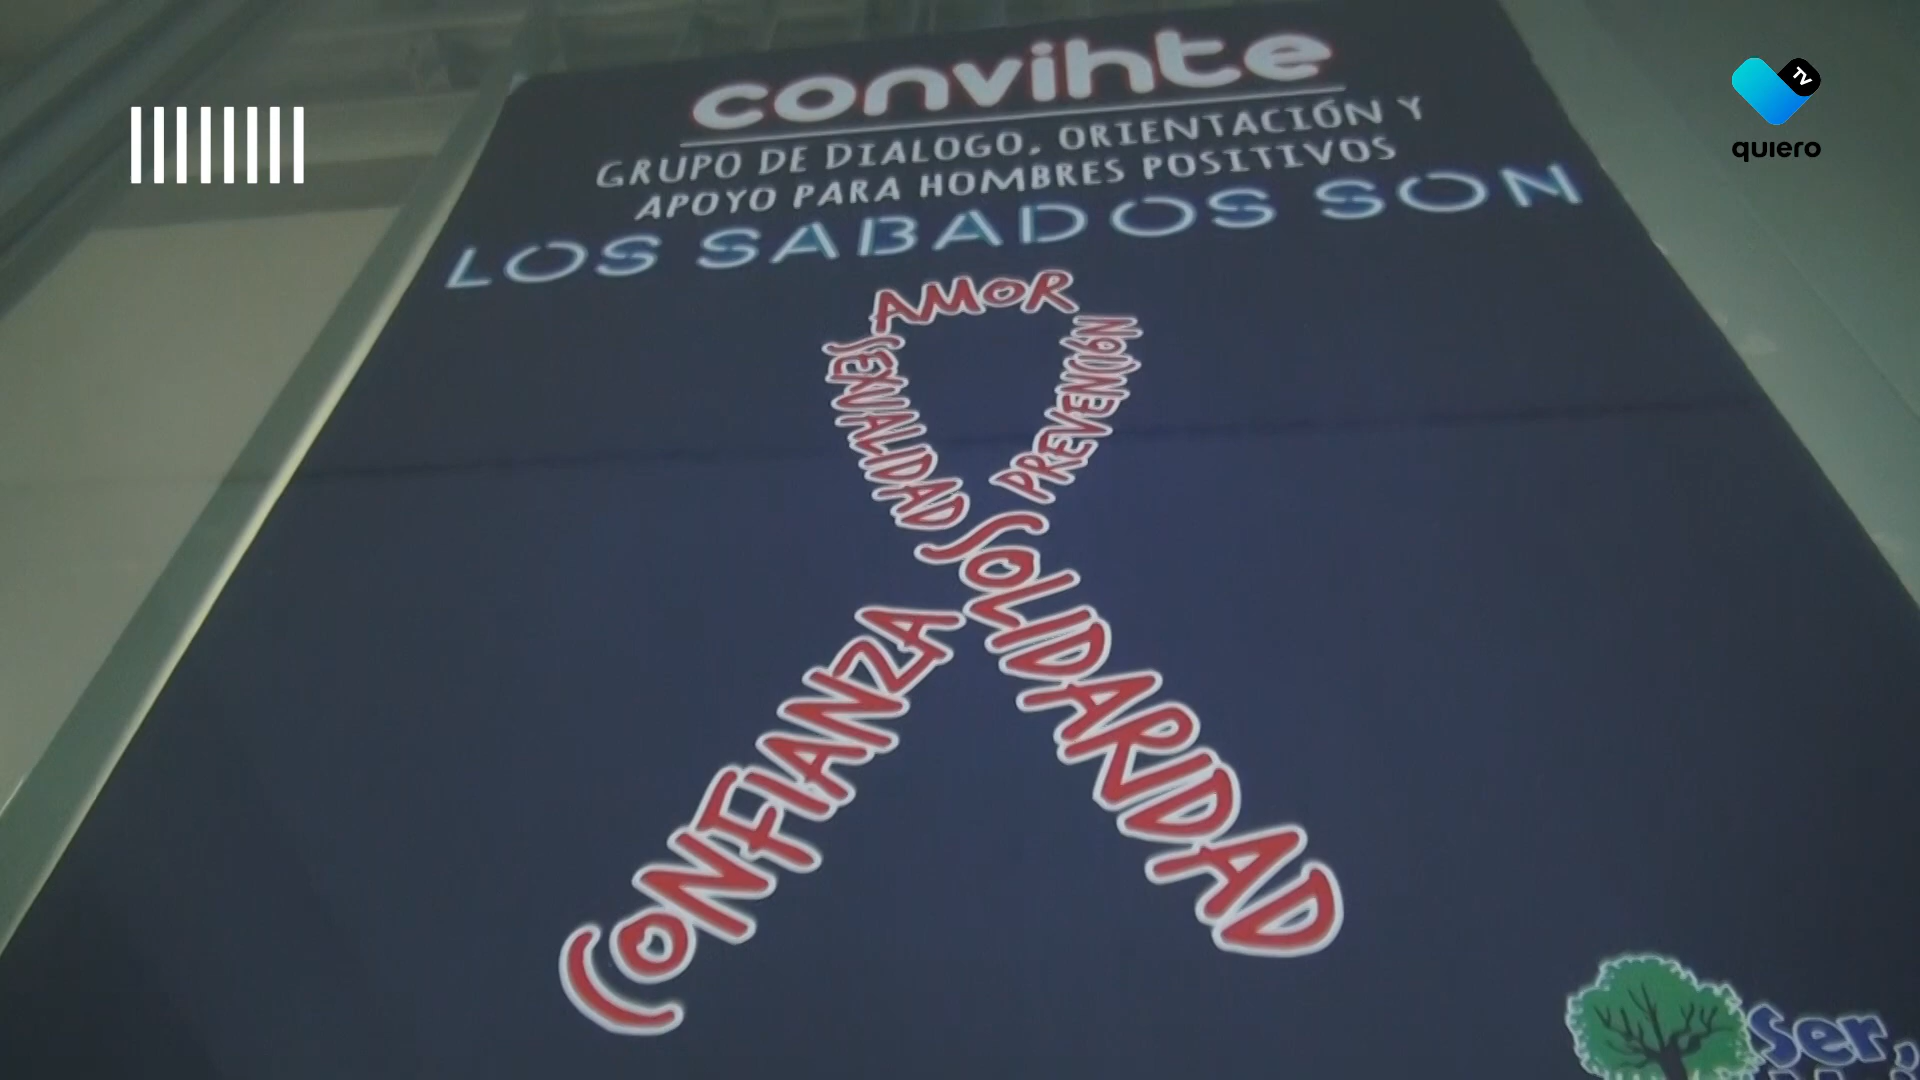 convihte
GRUPO DE DIALOGO, ORIENTACIÓN Y
APOYO PARA HOMBRES POSITIVOS
LOS SABADOS SON
AMOR
SEXUALIDAD
PREVENCIÓN
SOLIDARIDAD
CONFIANZA
Ser,
TV
quiero